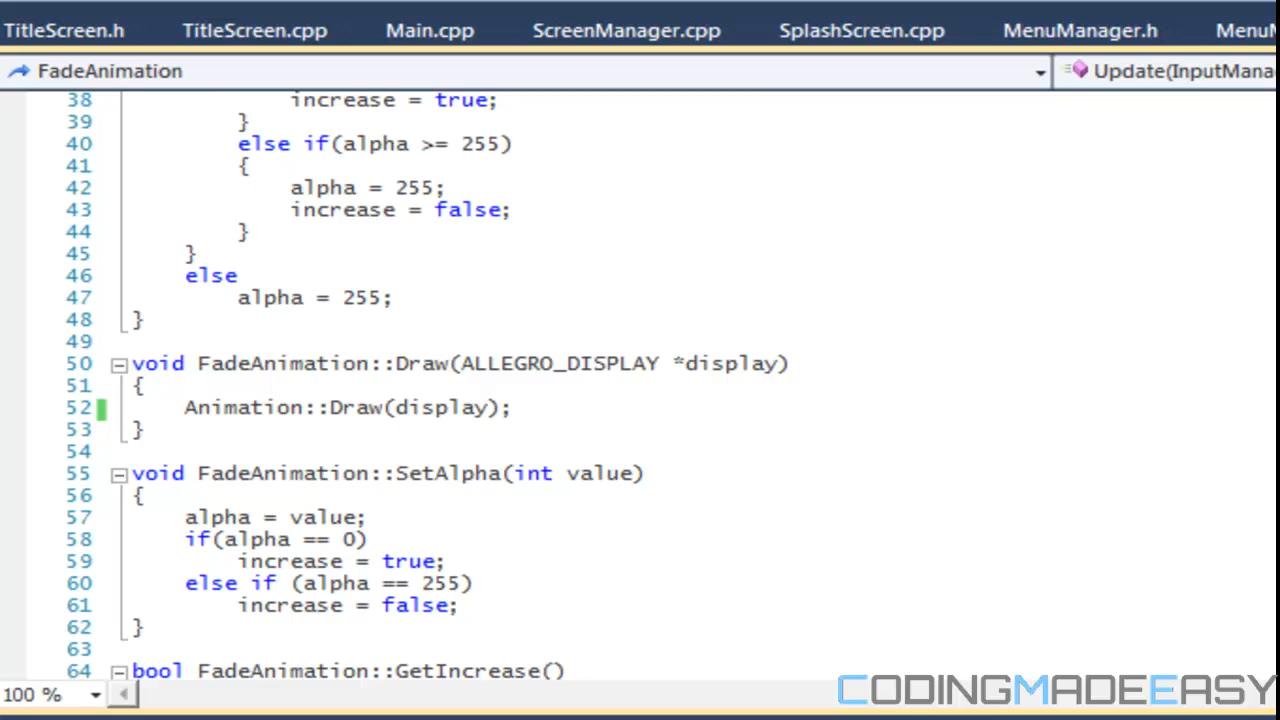 TitleScreen.h TitleScreen.cpp Main.cpp ScreenManager.cpp SplashScreen.cpp MenuManager.h MenuM
FadeAnimation Update(InputMana
38 increase = true;
39 }
40 else if(alpha >= 255)
41 {
42 alpha = 255;
43 increase = false;
44 }
45 }
46 else
47 alpha = 255;
48 }
49
50 void FadeAnimation::Draw(ALLEGRO_DISPLAY *display)
51 {
52 Animation::Draw(display);
53 }
54
55 void FadeAnimation::SetAlpha(int value)
56 {
57 alpha = value;
58 if(alpha == 0)
59 increase = true;
60 else if (alpha == 255)
61 increase = false;
62 }
63
64 bool FadeAnimation::GetIncrease()
100 %
CODINGMADEEASY